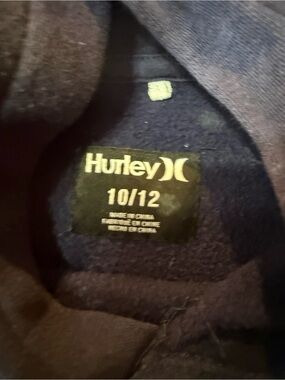 Hurley
10/12
MADE IN CHINA
FABRIQUÉ EN CHINE
HECHO EN CHINA